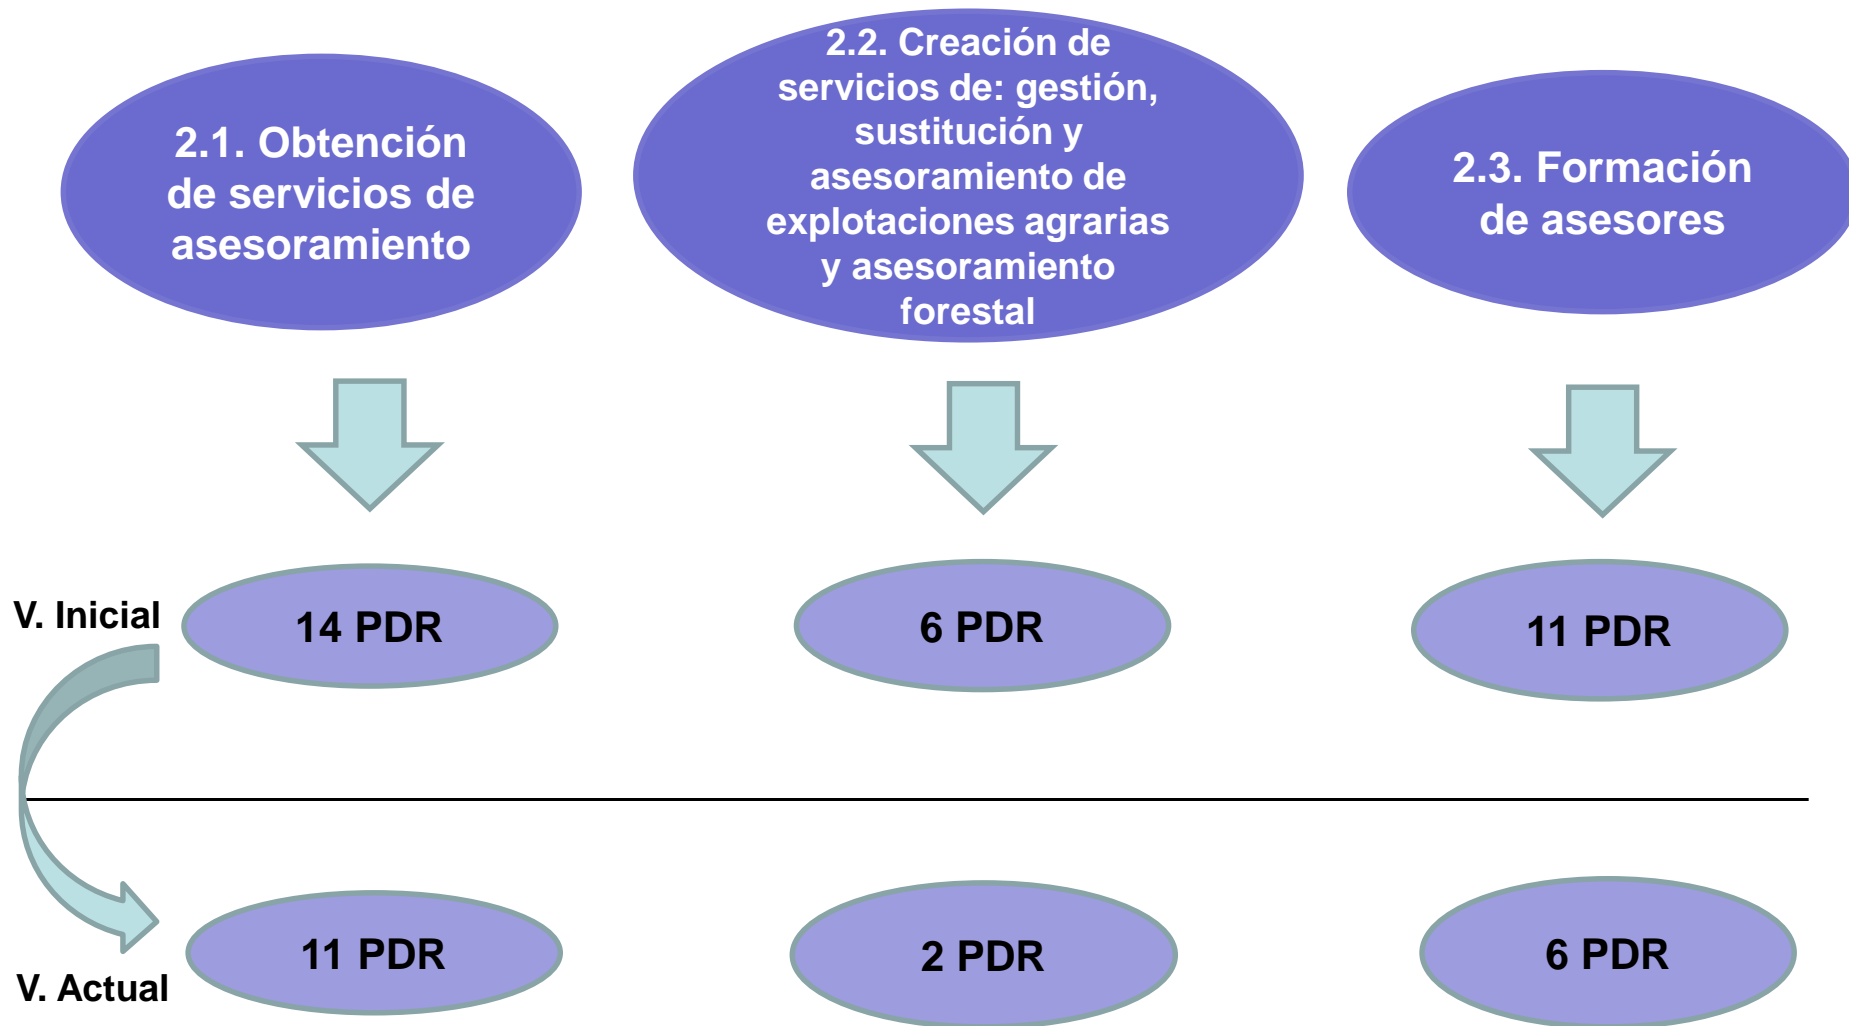 2.1. Obtención
de servicios de
asesoramiento
2.2. Creación de
servicios de: gestión,
sustitución y
asesoramiento de
explotaciones agrarias
y asesoramiento
forestal
2.3. Formación
de asesores
V. Inicial
14 PDR
6 PDR
11 PDR
V. Actual
11 PDR
2 PDR
6 PDR